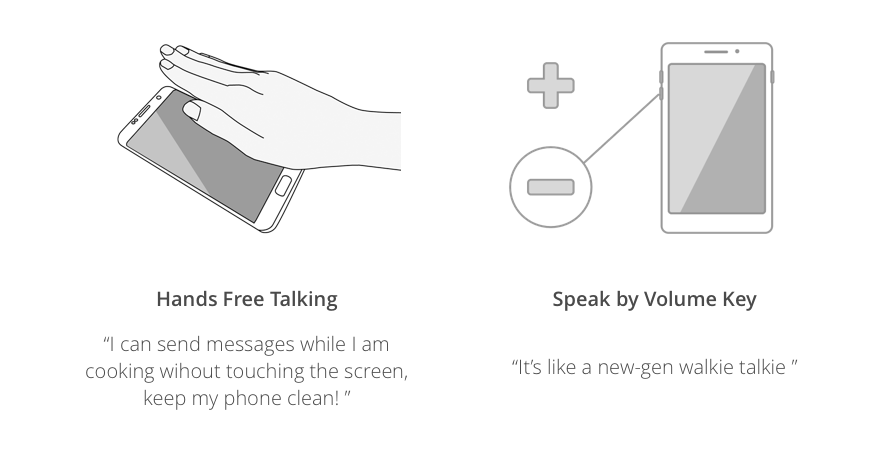 Hands Free Talking
“I can send messages while I am
cooking wihout touching the screen,
keep my phone clean! ”
Speak by Volume Key
“It’s like a new-gen walkie talkie ”